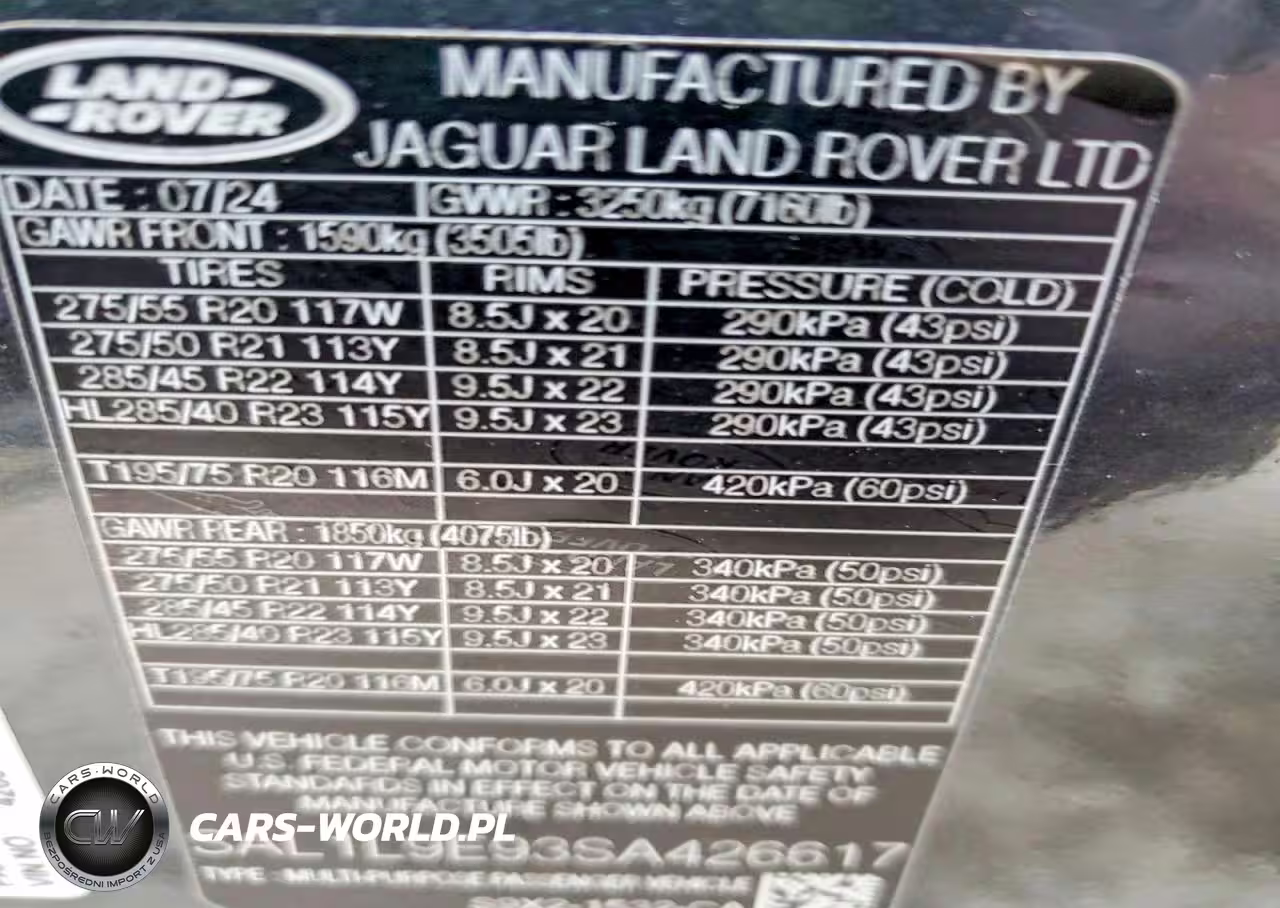 LAND ROVER
MANUFACTURED BY
JAGUAR LAND ROVER LTD
DATE : 07/24 GWWR : 3250kg (7160lb)
GAWR FRONT : 1590kg (3505lb)
TIRES RIMS PRESSURE (COLD)
275/55 R20 117W 8.5J x 20 290kPa (43psi)
275/50 R21 113Y 8.5J x 21 290kPa (43psi)
285/45 R22 114Y 9.5J x 22 290kPa (43psi)
HL285/40 R23 115Y 9.5J x 23 290kPa (43psi)
T195/75 R20 116M 6.0J x 20 420kPa (60psi)
GAWR REAR : 1850kg (4075lb)
275/55 R20 117W 8.5J x 20 340kPa (50psi)
275/50 R21 113Y 8.5J x 21 340kPa (50psi)
285/45 R22 114Y 9.5J x 22 340kPa (50psi)
HL285/40 R23 115Y 9.5J x 23 340kPa (50psi)
T195/75 R20 116M 6.0J x 20 420kPa (60psi)
THIS VEHICLE CONFORMS TO ALL APPLICABLE
U.S. FEDERAL MOTOR VEHICLE SAFETY
STANDARDS IN EFFECT ON THE DATE OF
MANUFACTURE SHOWN ABOVE
SAL1L9E93SA426617
TYPE : MULTI-PURPOSE PASSENGER VEHICLE
VIN NO
CARS-WORLD
CW
BEZPOŚREDNI IMPORT Z USA
CARS-WORLD.PL